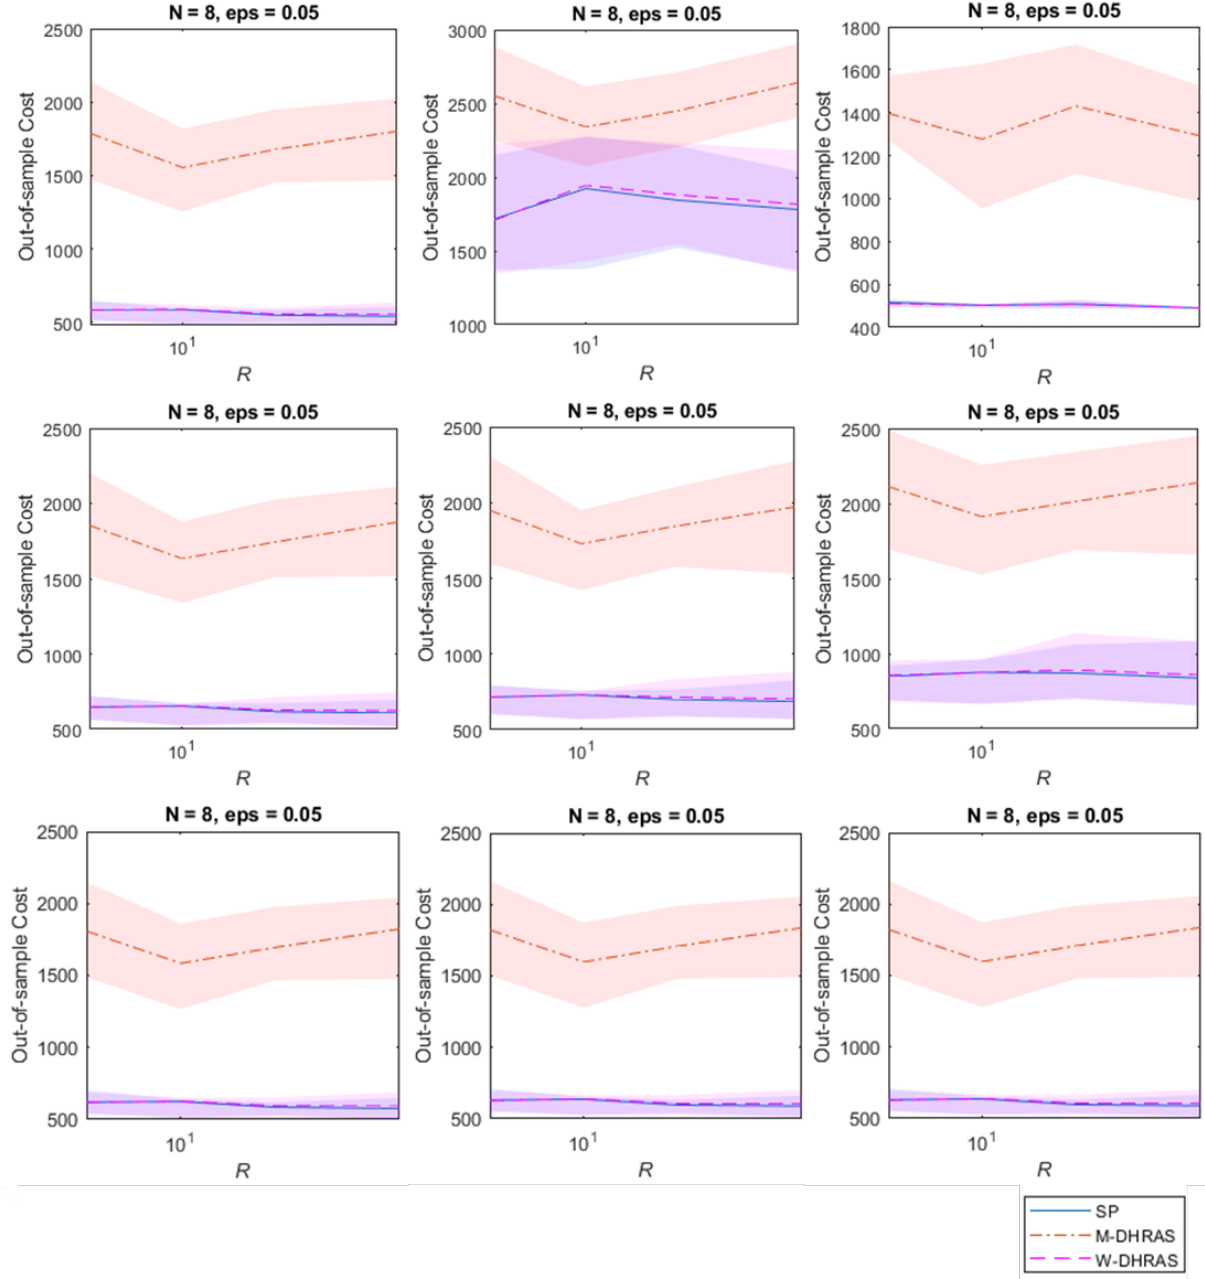 N = 8, eps = 0.05
2500
2000
1500
1000
500
Out-of-sample Cost
10^1
R
N = 8, eps = 0.05
3000
2500
2000
1500
1000
Out-of-sample Cost
10^1
R
N = 8, eps = 0.05
1800
1600
1400
1200
1000
800
600
400
Out-of-sample Cost
10^1
R
N = 8, eps = 0.05
2500
2000
1500
1000
500
Out-of-sample Cost
10^1
R
N = 8, eps = 0.05
2500
2000
1500
1000
500
Out-of-sample Cost
10^1
R
N = 8, eps = 0.05
2500
2000
1500
1000
500
Out-of-sample Cost
10^1
R
N = 8, eps = 0.05
2500
2000
1500
1000
500
Out-of-sample Cost
10^1
R
N = 8, eps = 0.05
2500
2000
1500
1000
500
Out-of-sample Cost
10^1
R
N = 8, eps = 0.05
2500
2000
1500
1000
500
Out-of-sample Cost
10^1
R
SP
M-DHRAS
W-DHRAS